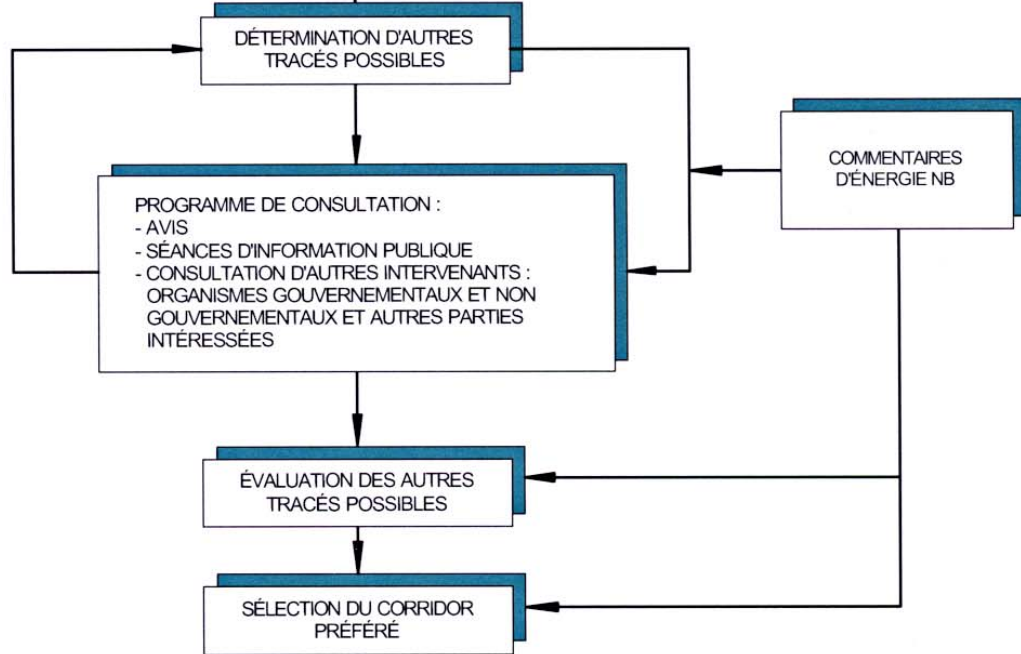 DÉTERMINATION D'AUTRES
TRACÉS POSSIBLES
COMMENTAIRES
D'ÉNERGIE NB
PROGRAMME DE CONSULTATION :
- AVIS
- SÉANCES D'INFORMATION PUBLIQUE
- CONSULTATION D'AUTRES INTERVENANTS :
ORGANISMES GOUVERNEMENTAUX ET NON
GOUVERNEMENTAUX ET AUTRES PARTIES
INTÉRESSÉES
ÉVALUATION DES AUTRES
TRACÉS POSSIBLES
SÉLECTION DU CORRIDOR
PRÉFÉRÉ